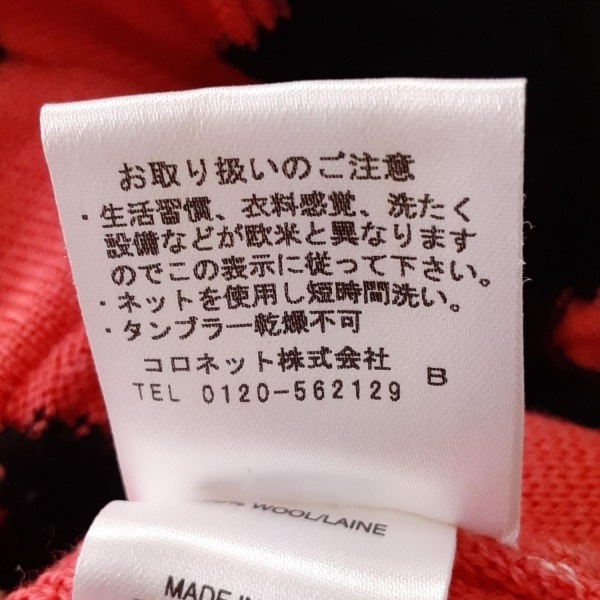 お取り扱いのご注意
・生活習慣、衣料感覚、洗たく
設備などが欧米と異なります
のでこの表示に従って下さい。
・ネットを使用し短時間洗い。
・タンブラー乾燥不可
コロネット株式会社
TEL 0120-562129 B
% WOOL/LAINE
MADE IN